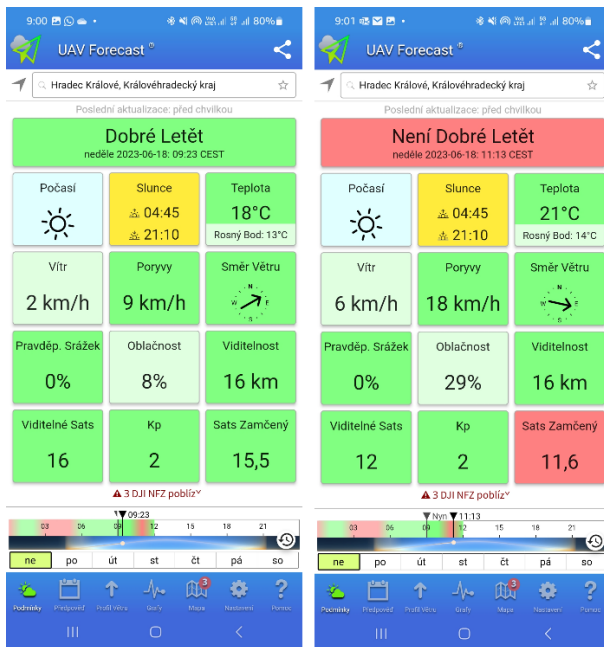 9:00
80%
UAV Forecast
Hradec Králové, Královéhradecký kraj
Poslední aktualizace: před chvilkou
Dobré Letět
neděle 2023-06-18: 09:23 CEST
Počasí
Slunce
04:45
21:10
Teplota
18°C
Rosný Bod: 13°C
Vítr
2 km/h
Poryvy
9 km/h
Směr Větru
N
W E
S
Pravděp. Srážek
0%
Oblačnost
8%
Viditelnost
16 km
Viditelné Sats
16
Kp
2
Sats Zamčený
15,5
3 DJI NFZ poblíž
09:23
03 06 09 12 15 18 21
ne po út st čt pá so
3
Podmínky Předpověď Profil Větru Grafy Mapa Nastavení Pomoc
9:01
80%
UAV Forecast
Hradec Králové, Královéhradecký kraj
Poslední aktualizace: před chvilkou
Není Dobré Letět
neděle 2023-06-18: 11:13 CEST
Počasí
Slunce
04:45
21:10
Teplota
21°C
Rosný Bod: 14°C
Vítr
6 km/h
Poryvy
18 km/h
Směr Větru
N
W E
S
Pravděp. Srážek
0%
Oblačnost
29%
Viditelnost
16 km
Viditelné Sats
12
Kp
2
Sats Zamčený
11,6
3 DJI NFZ poblíž
Nyn 11:13
03 06 09 12 15 18 21
ne po út st čt pá so
3
Podmínky Předpověď Profil Větru Grafy Mapa Nastavení Pomoc